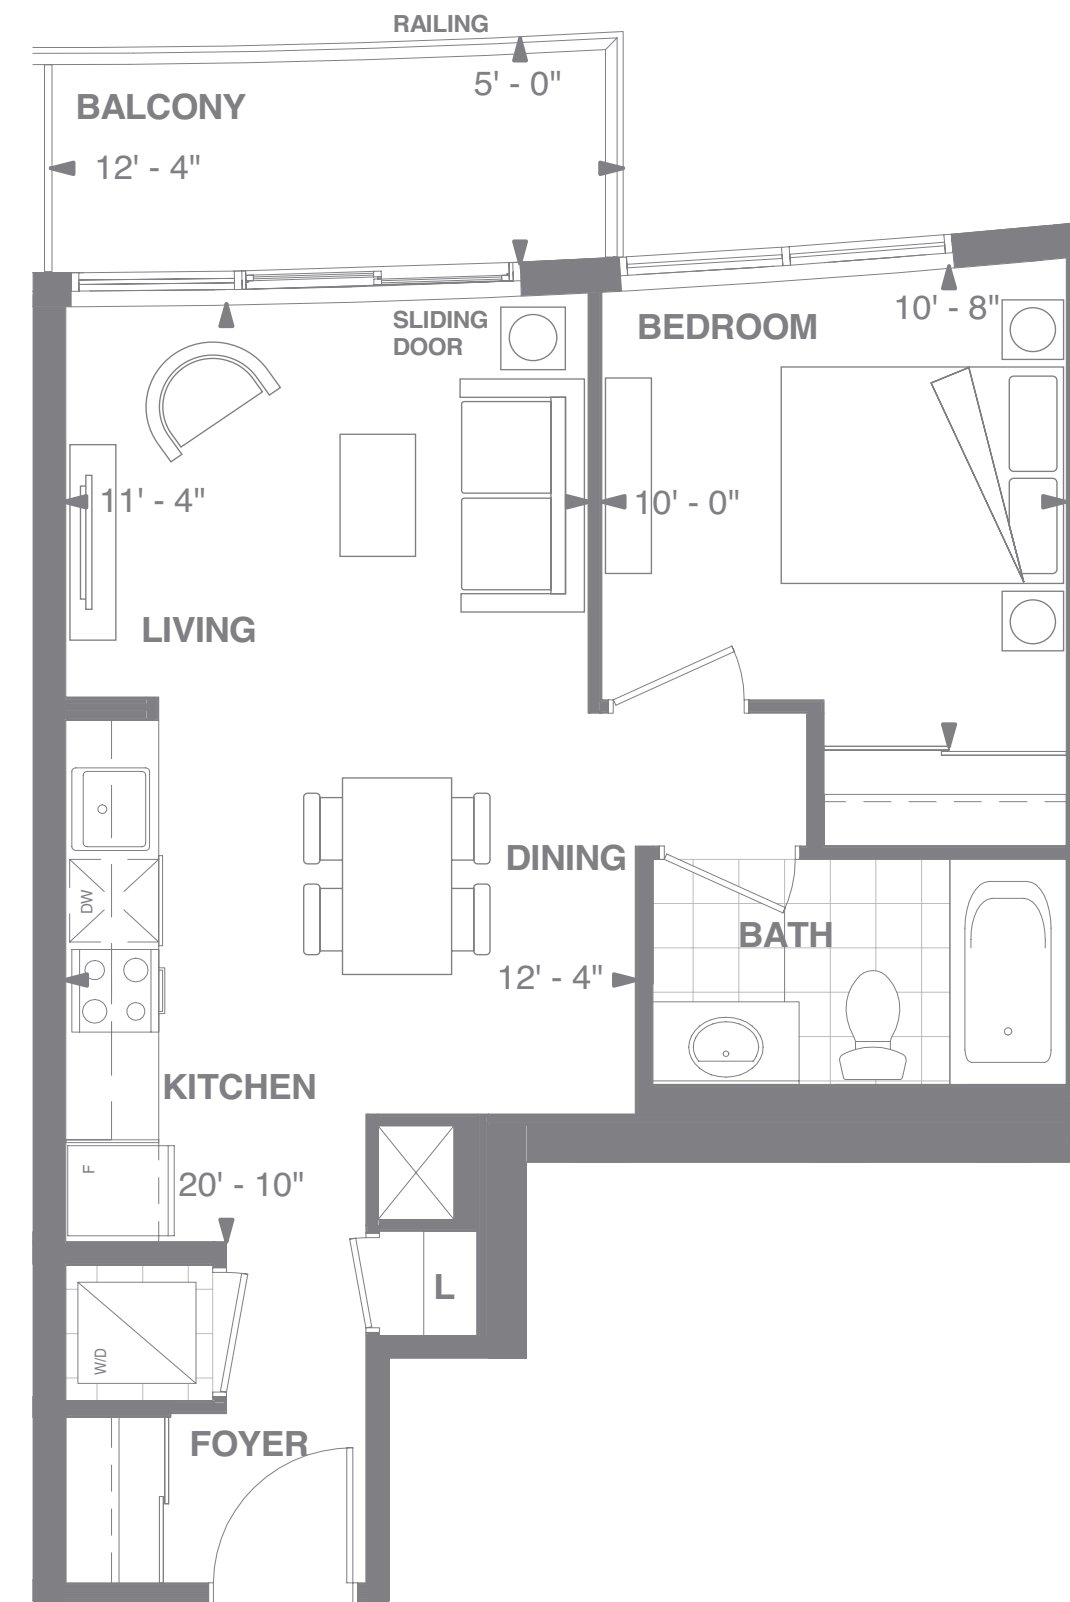 RAILING
5' - 0"
BALCONY
12' - 4"
10' - 8"
SLIDING
DOOR
BEDROOM
11' - 4"
10' - 0"
LIVING
DINING
DW
BATH
12' - 4"
KITCHEN
F
20' - 10"
L
W/D
FOYER